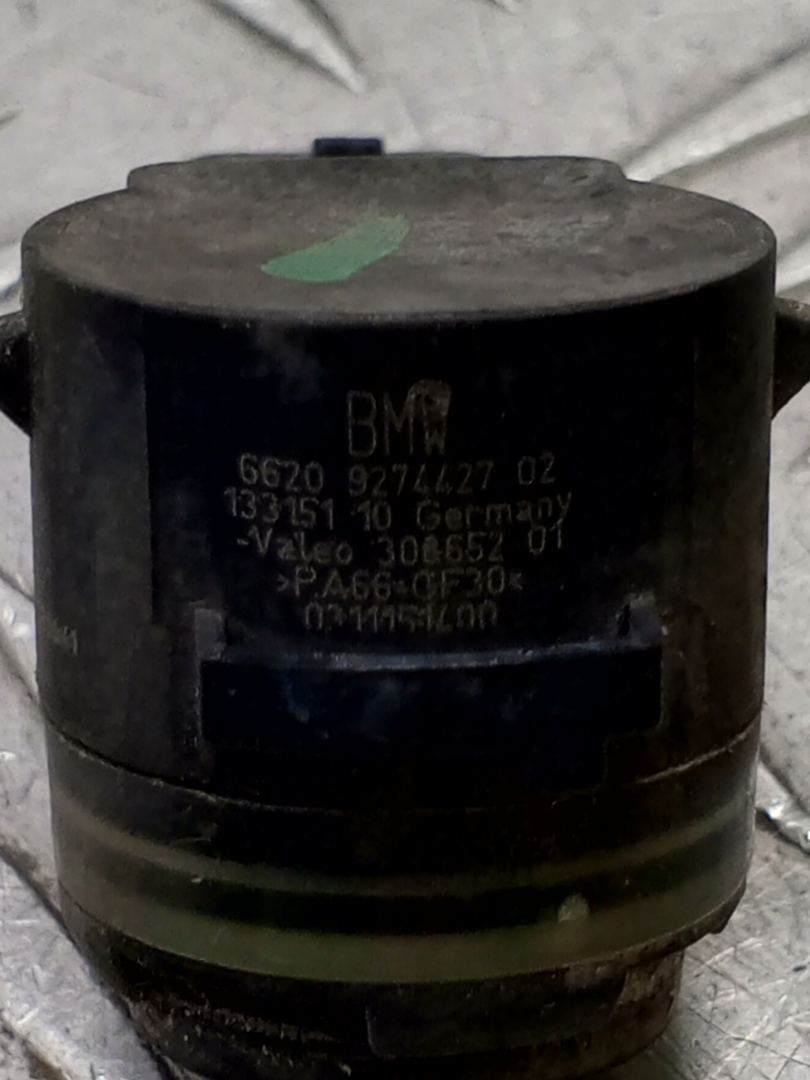 BMW
6620 9274427 02
133151 10 Germany
-Valeo 308652 01
>PA66-GF30<